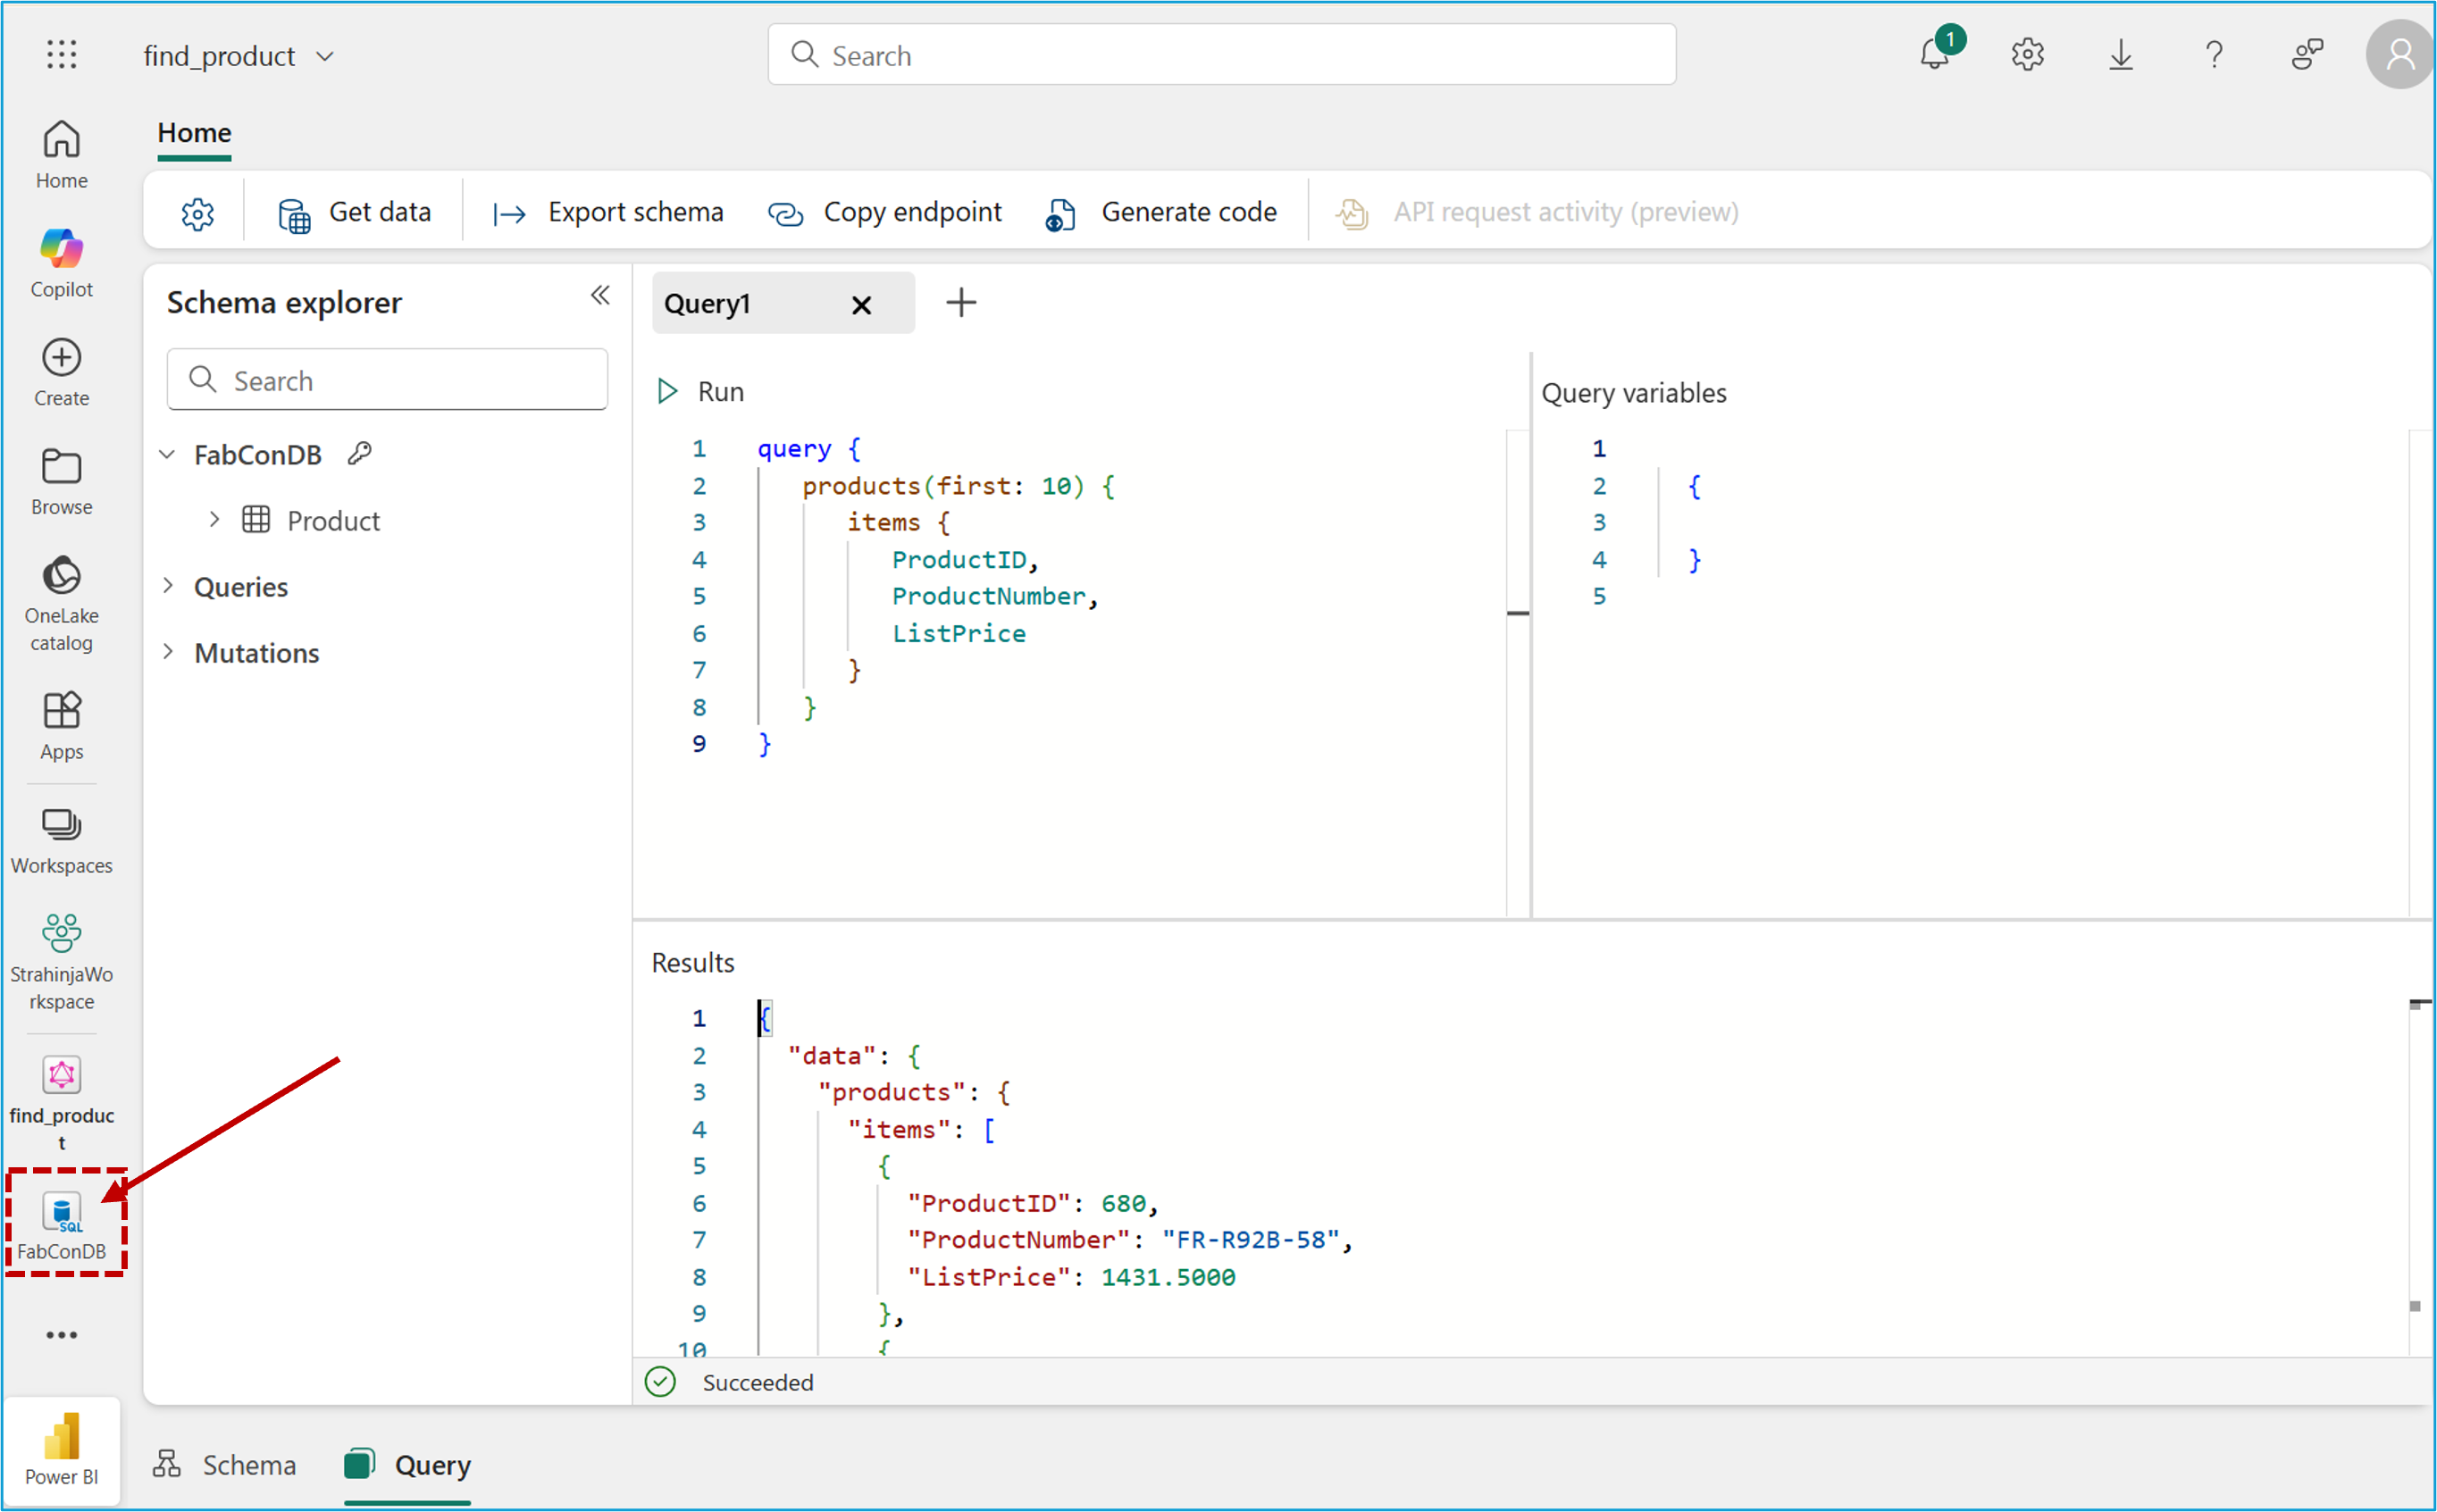 find_product
Search
1
Home
Get data
Export schema
Copy endpoint
Generate code
API request activity (preview)
Home
Copilot
Create
Browse
OneLake
catalog
Apps
Workspaces
StrahinjaWo
rkspace
find_produc
t
SQL
FabConDB
Power BI
Schema explorer
Search
FabConDB
Product
Queries
Mutations
Query1
Run
1 query {
2 products(first: 10) {
3 items {
4 ProductID,
5 ProductNumber,
6 ListPrice
7 }
8 }
9 }
Query variables
1
2 {
3
4 }
5
Results
1 {
2 "data": {
3 "products": {
4 "items": [
5 {
6 "ProductID": 680,
7 "ProductNumber": "FR-R92B-58",
8 "ListPrice": 1431.5000
9 },
10 {
Succeeded
Schema
Query